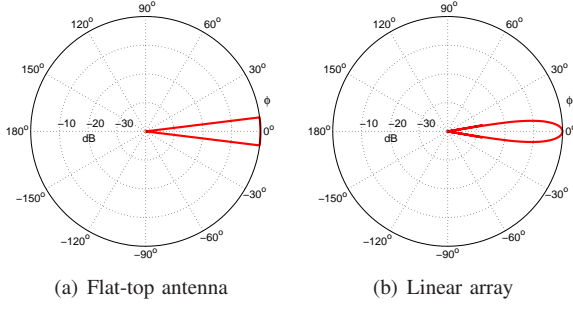 90° 90°
120° 60° 120° 60°
150° 30° 150° 30°
ϕ ϕ
−10 −20 −30 −10 −20 −30
180° 0° 180° 0°
dB dB
−150° −30° −150° −30°
−120° −60° −120° −60°
−90° −90°
(a) Flat-top antenna (b) Linear array